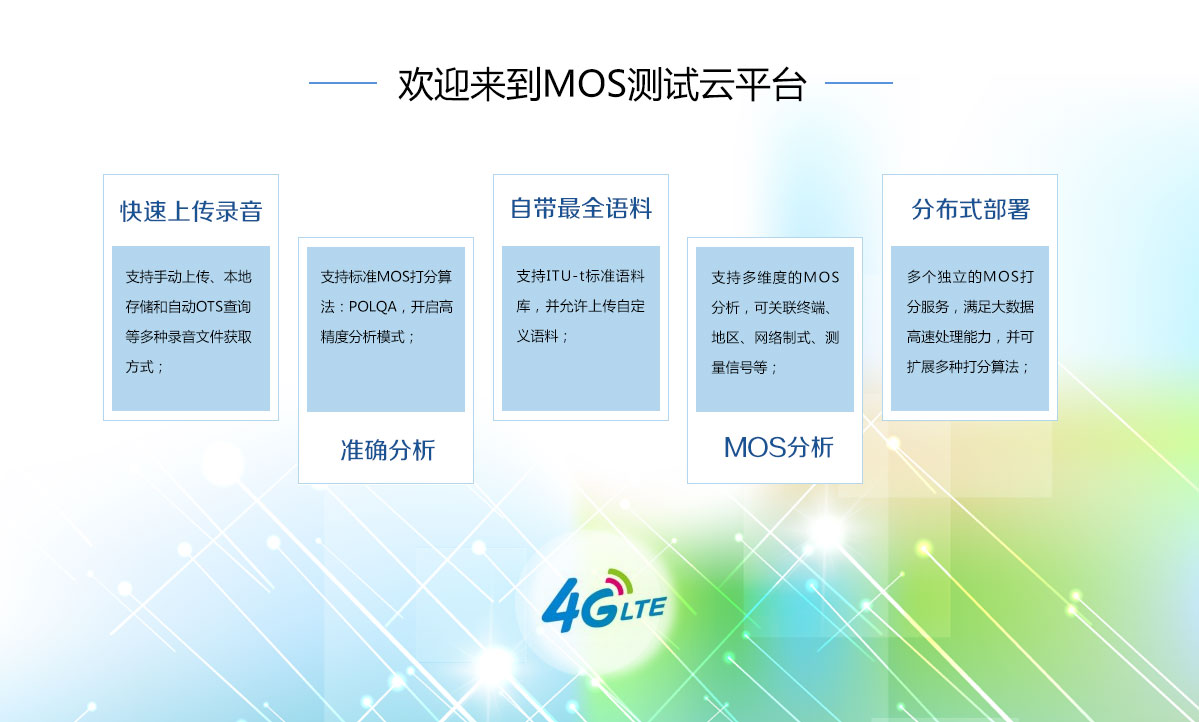 欢迎来到MOS测试云平台
快速上传录音
支持手动上传、本地
存储和自动OTS查询
等多种录音文件获取
方式；
支持标准MOS打分算
法：POLQA，开启高
精度分析模式；
准确分析
自带最全语料
支持ITU-t标准语料
库，并允许上传自定
义语料；
支持多维度的MOS
分析，可关联终端、
地区、网络制式、测
量信号等；
MOS分析
分布式部署
多个独立的MOS打
分服务，满足大数据
高速处理能力，并可
扩展多种打分算法；
4G LTE